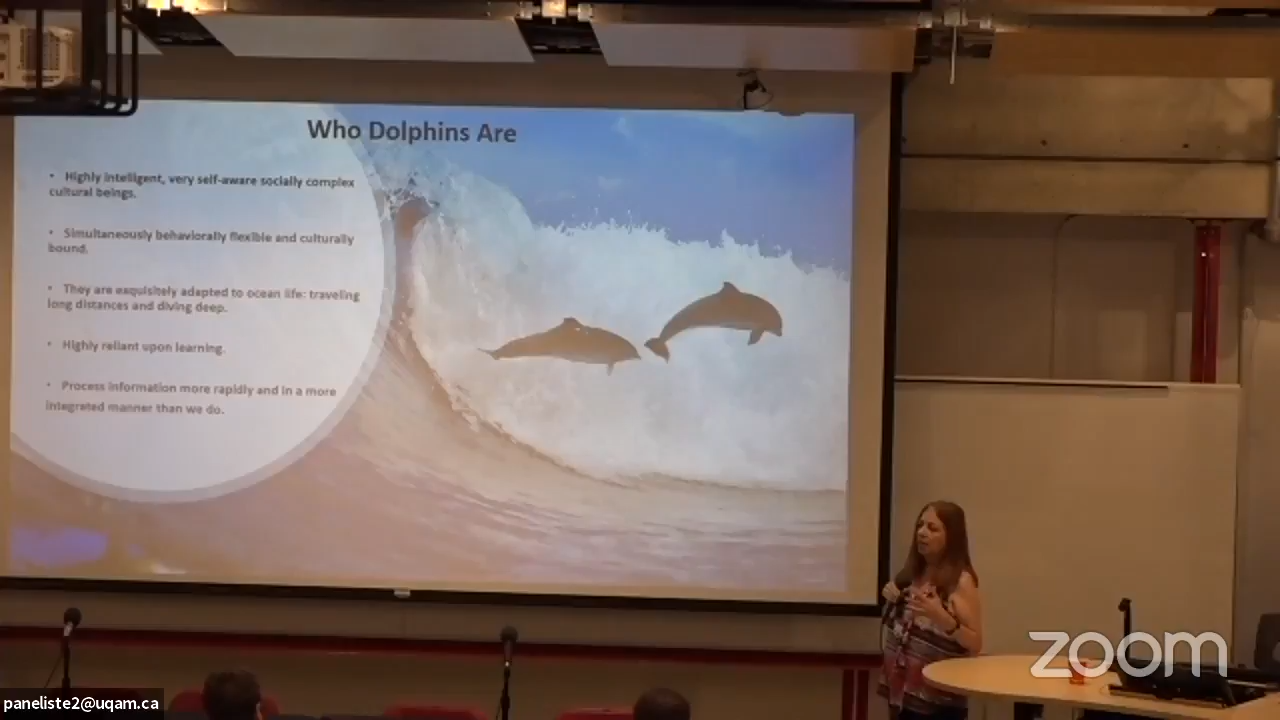 Who Dolphins Are
• Highly intelligent, very self-aware socially complex
cultural beings.
• Simultaneously behaviorally flexible and culturally
bound.
• They are exquisitely adapted to ocean life: traveling
long distances and diving deep.
• Highly reliant upon learning.
• Process information more rapidly and in a more
integrated manner than we do.
zoom
paneliste2@uqam.ca